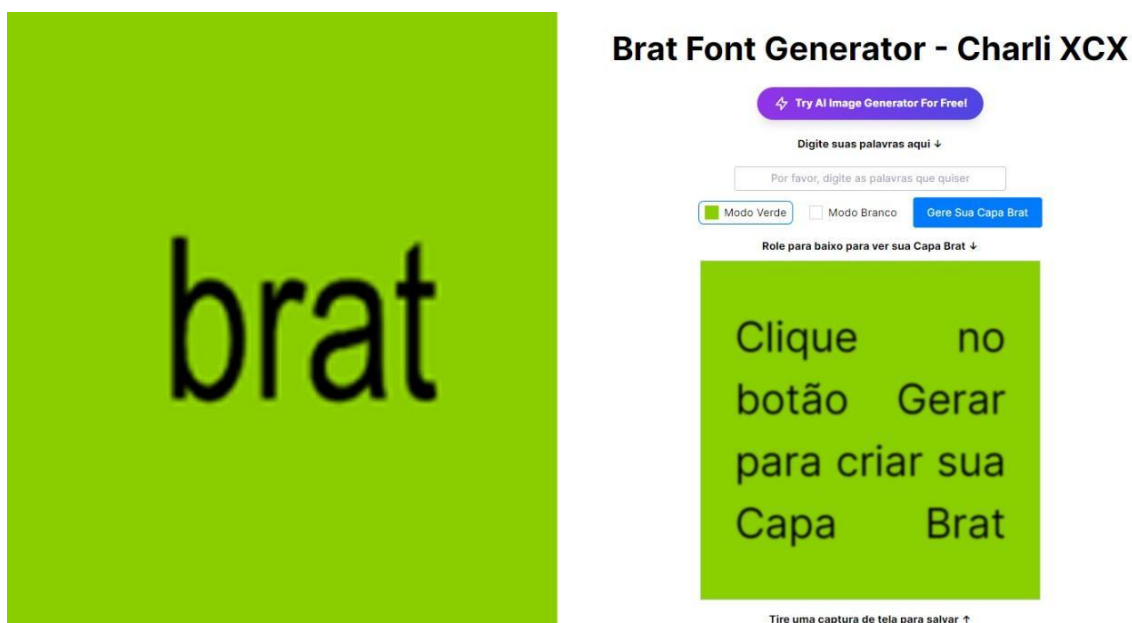 brat
Brat Font Generator - Charli XCX
Try AI Image Generator For Free!
Digite suas palavras aqui ↓
Por favor, digite as palavras que quiser
Modo Verde Modo Branco Gere Sua Capa Brat
Role para baixo para ver sua Capa Brat ↓
Clique no
botão Gerar
para criar sua
Capa Brat
Tire uma captura de tela para salvar ↑